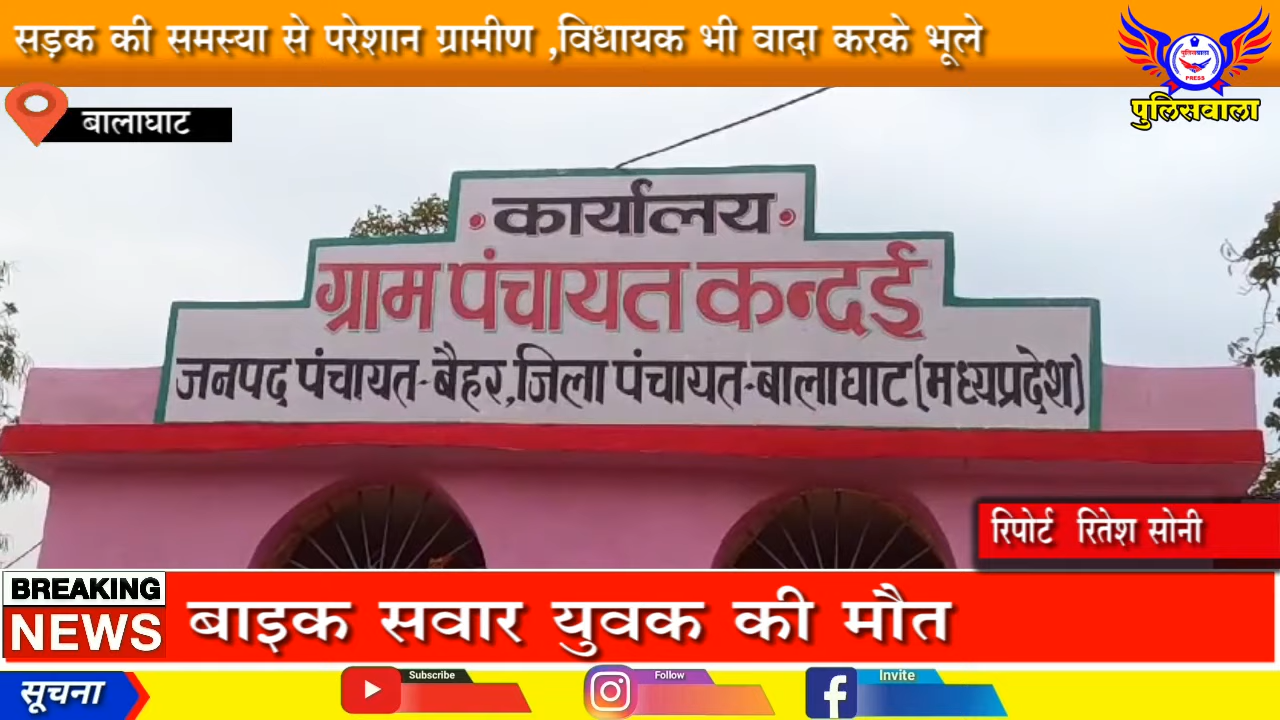 सड़क की समस्या से परेशान ग्रामीण ,विधायक भी वादा करके भूले
पुलिसवाला
PRESS
पुलिसवाला
बालाघाट
कार्यालय
ग्राम पंचायत कन्दई
जनपद पंचायत-बैहर,जिला पंचायत-बालाघाट(मध्यप्रदेश)
रिपोर्ट रितेश सोनी
BREAKING
NEWS
बाइक सवार युवक की मौत
सूचना
Subscribe
Follow
Invite